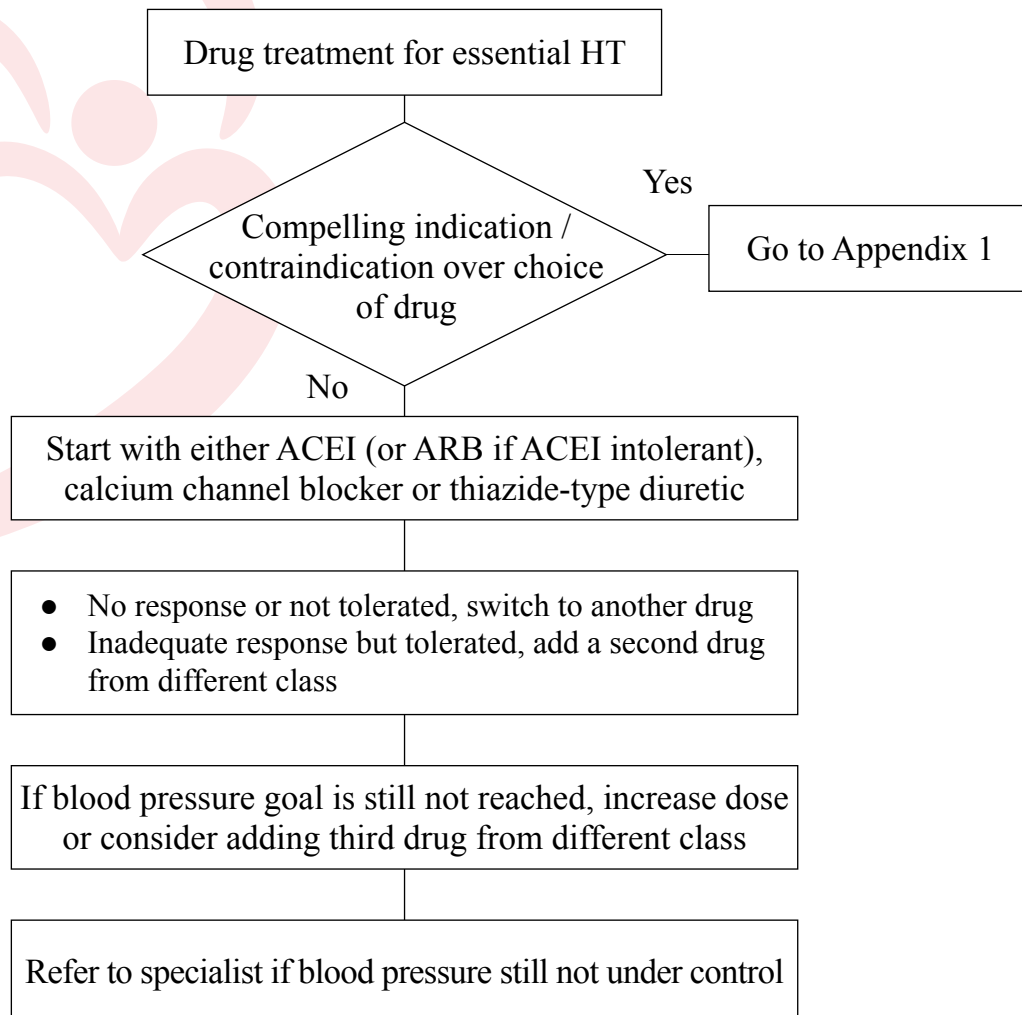 Drug treatment for essential HT
Yes
Compelling indication /
contraindication over choice
of drug
Go to Appendix 1
No
Start with either ACEI (or ARB if ACEI intolerant),
calcium channel blocker or thiazide-type diuretic
● No response or not tolerated, switch to another drug
● Inadequate response but tolerated, add a second drug
from different class
If blood pressure goal is still not reached, increase dose
or consider adding third drug from different class
Refer to specialist if blood pressure still not under control